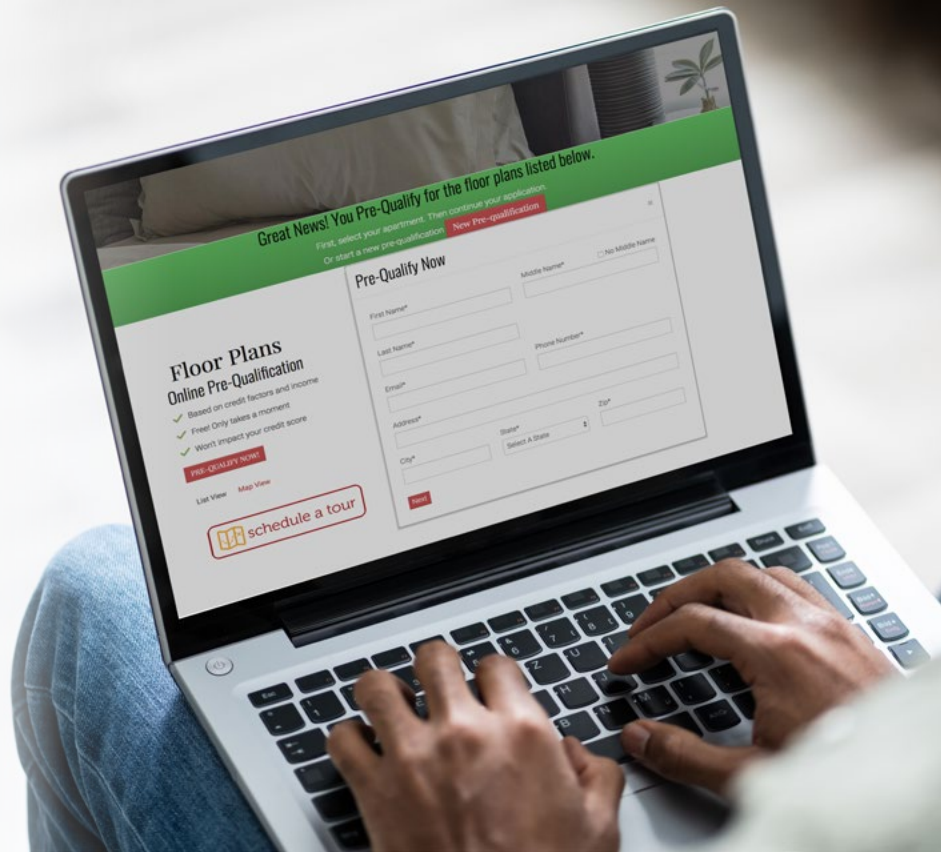 Great News! You Pre-Qualify for the floor plans listed below.
First, select your apartment. Then continue your application
Or start a new pre-qualification New Pre-qualification
Pre-Qualify Now
First Name*
Middle Name*
No Middle Name
Last Name*
Email*
Phone Number*
Address*
City*
State*
Select A State
Zip*
Next
Floor Plans
Online Pre-Qualification
Based on credit factors and income
Free! Only takes a moment
Won't impact your credit score
PRE-QUALIFY NOW!
List View Map View
schedule a tour
Esc
Z
H
J
B
N
M